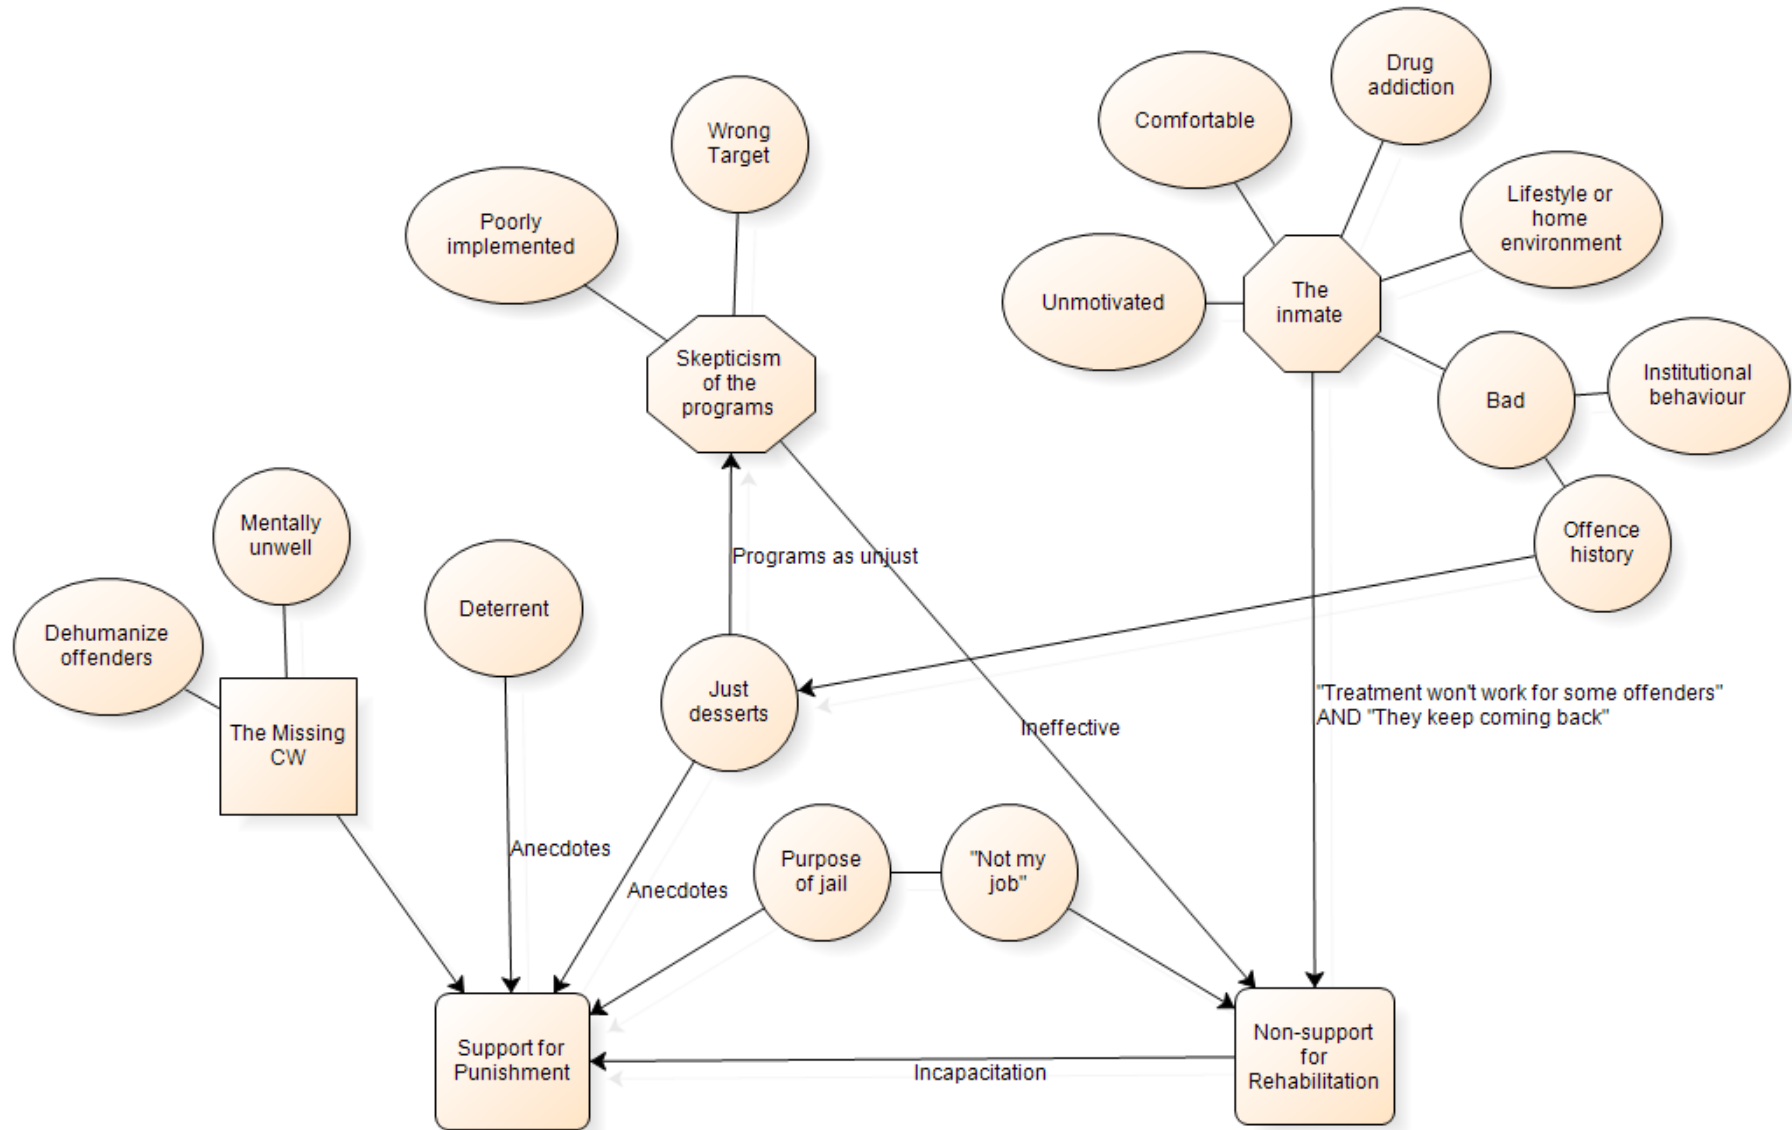 Drug
addiction
Comfortable
Wrong
Target
Lifestyle or
home
environment
Poorly
implemented
Unmotivated
The
inmate
Skepticism
of the
programs
Bad
Institutional
behaviour
Mentally
unwell
Offence
history
Programs as unjust
Deterrent
Dehumanize
offenders
Just
desserts
"Treatment won't work for some offenders"
AND "They keep coming back"
The Missing
CW
Ineffective
Anecdotes
Anecdotes
Purpose
of jail
"Not my
job"
Support for
Punishment
Non-support
for
Rehabilitation
Incapacitation